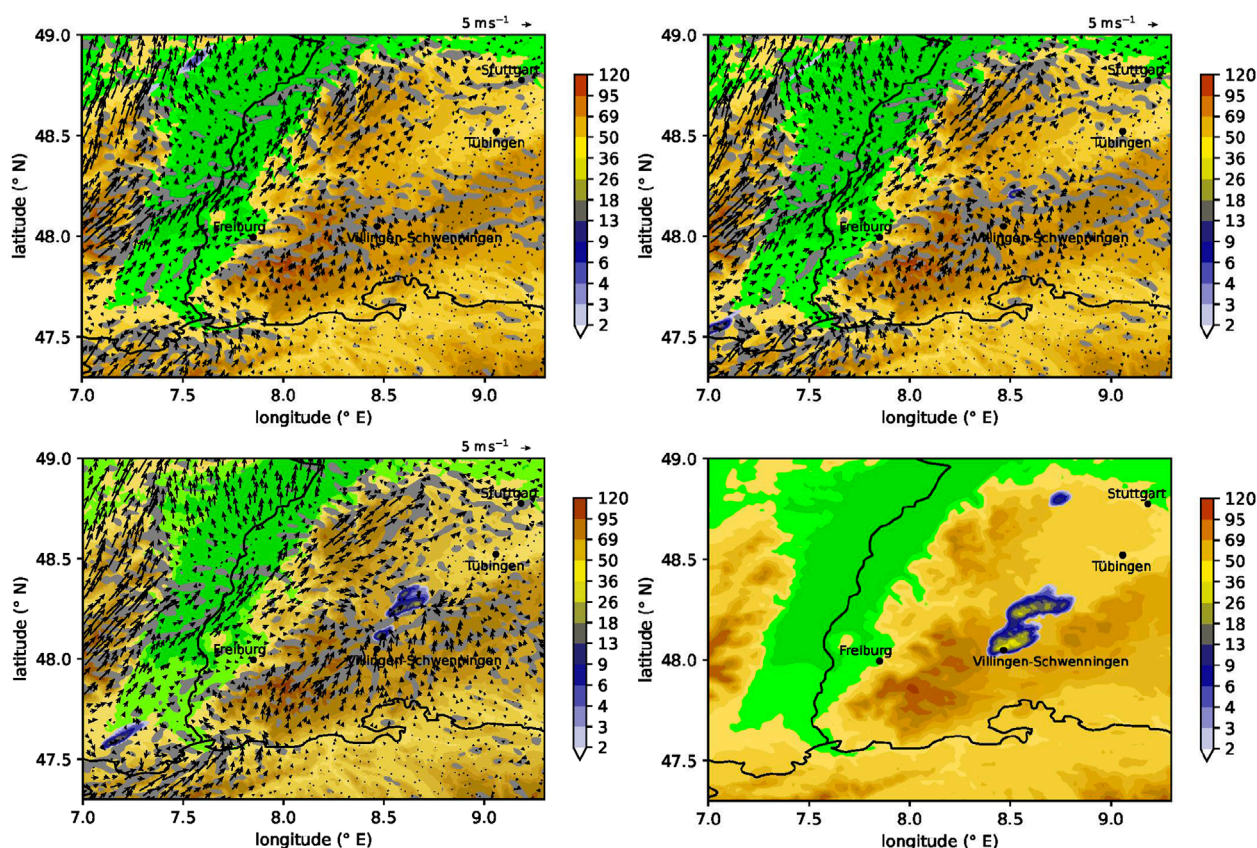 5 ms⁻¹
49.0
48.5
48.0
47.5
latitude (° N)
Stuttgart
Tübingen
Freiburg
Villingen-Schwenningen
7.0 7.5 8.0 8.5 9.0
longitude (° E)
120
95
69
50
36
26
18
13
9
6
4
3
2
5 ms⁻¹
49.0
48.5
48.0
47.5
latitude (° N)
Stuttgart
Tübingen
Freiburg
Villingen-Schwenningen
7.0 7.5 8.0 8.5 9.0
longitude (° E)
120
95
69
50
36
26
18
13
9
6
4
3
2
5 ms⁻¹
49.0
48.5
48.0
47.5
latitude (° N)
Stuttgart
Tübingen
Freiburg
Villingen-Schwenningen
7.0 7.5 8.0 8.5 9.0
longitude (° E)
120
95
69
50
36
26
18
13
9
6
4
3
2
49.0
48.5
48.0
47.5
latitude (° N)
Stuttgart
Tübingen
Freiburg
Villingen-Schwenningen
7.0 7.5 8.0 8.5 9.0
longitude (° E)
120
95
69
50
36
26
18
13
9
6
4
3
2